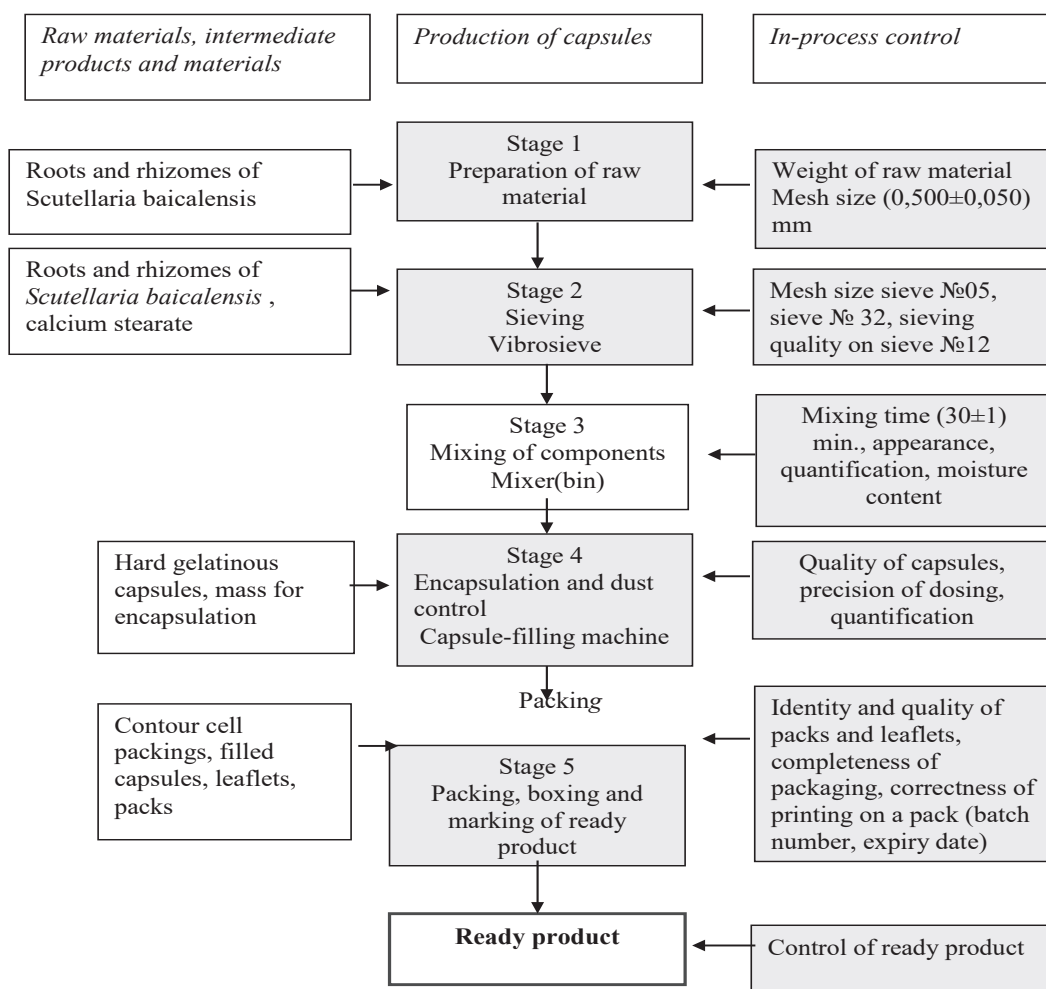 Raw materials, intermediate
products and materials
Production of capsules
In-process control
Stage 1
Preparation of raw
material
Roots and rhizomes of
Scutellaria baicalensis
Weight of raw material
Mesh size (0,500±0,050)
mm
Roots and rhizomes of
Scutellaria baicalensis ,
calcium stearate
Stage 2
Sieving
Vibrosieve
Mesh size sieve №05,
sieve № 32, sieving
quality on sieve №12
Stage 3
Mixing of components
Mixer(bin)
Mixing time (30±1)
min., appearance,
quantification, moisture
content
Hard gelatinous
capsules, mass for
encapsulation
Stage 4
Encapsulation and dust
control
Capsule-filling machine
Quality of capsules,
precision of dosing,
quantification
Packing
Contour cell
packings, filled
capsules, leaflets,
packs
Stage 5
Packing, boxing and
marking of ready
product
Identity and quality of
packs and leaflets,
completeness of
packaging, correctness of
printing on a pack (batch
number, expiry date)
Ready product
Control of ready product